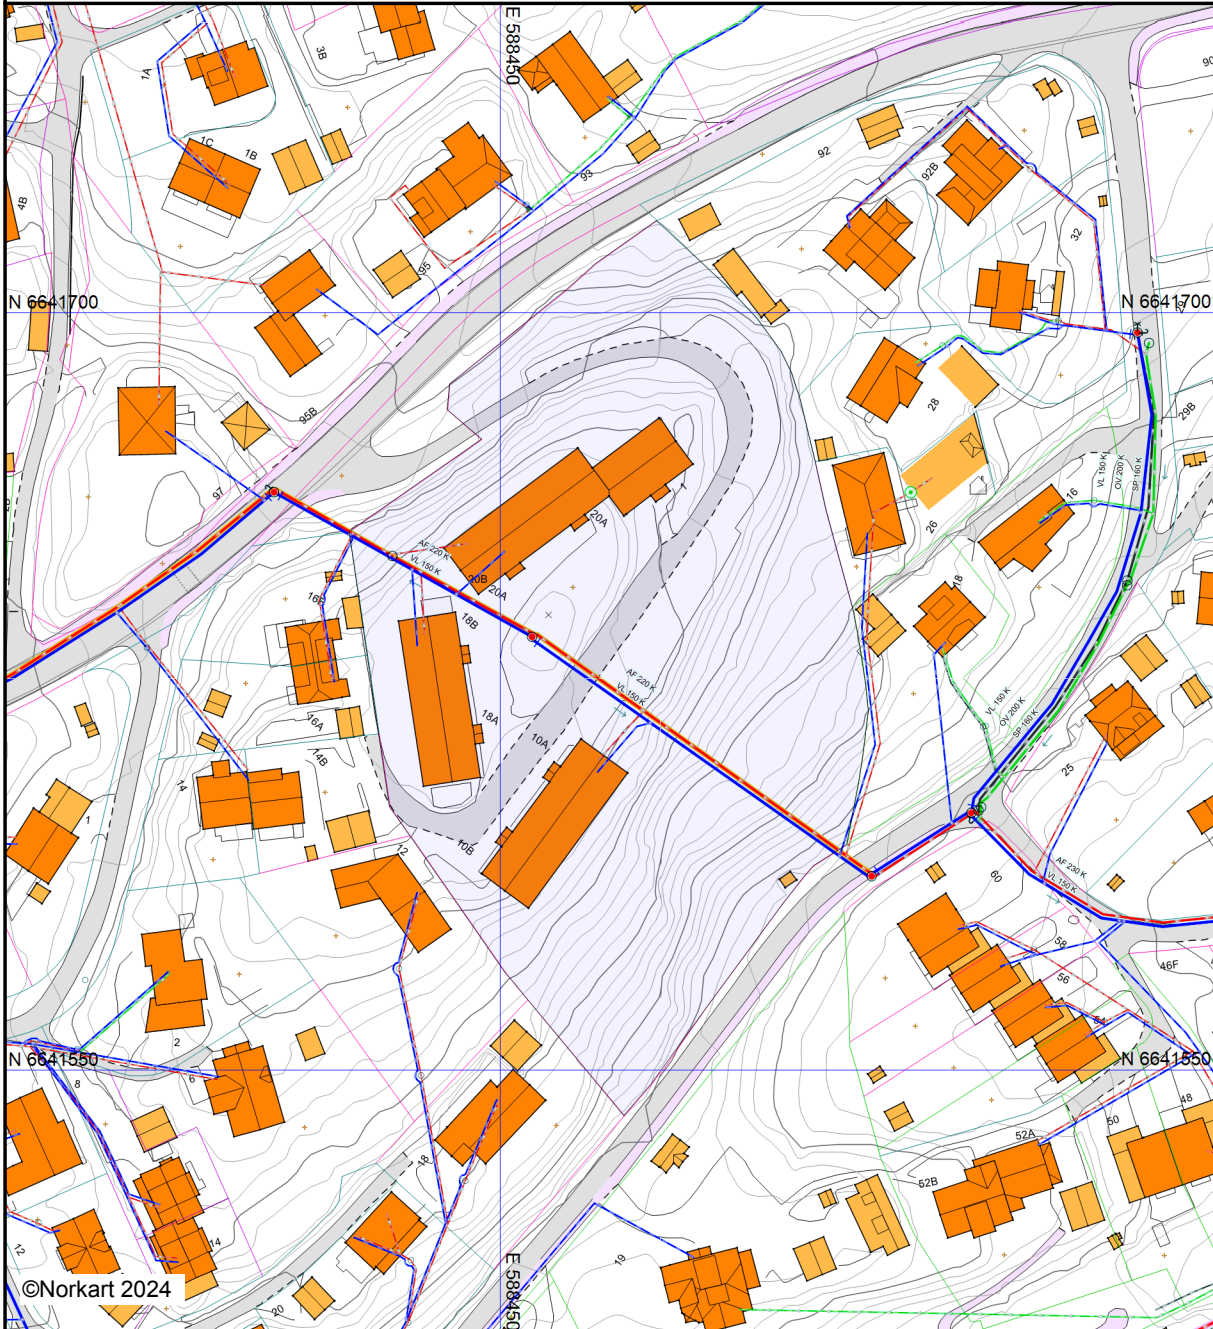 E 588450
3B
1A
1C
1B
4B
93
92
92B
32
95
N 6641700
N 6641700
29
95B
28
29B
97
16
VL 150 K
OV 200 K
SP 160 K
20A
26
AF 220 K
VL 150 K
20B
20A
18
16B
18B
AF 220 K
VL 150 K
18A
16A
10A
VL 150 K
OV 200 K
SP 160 K
14B
14
25
1
12
10B
60
AF 230 K
VL 150 K
58
46F
56
54
2
N 6641550
N 6641550
6
8
48
50
52A
18
52B
14
12
19
E 588450
20
©Norkart 2024